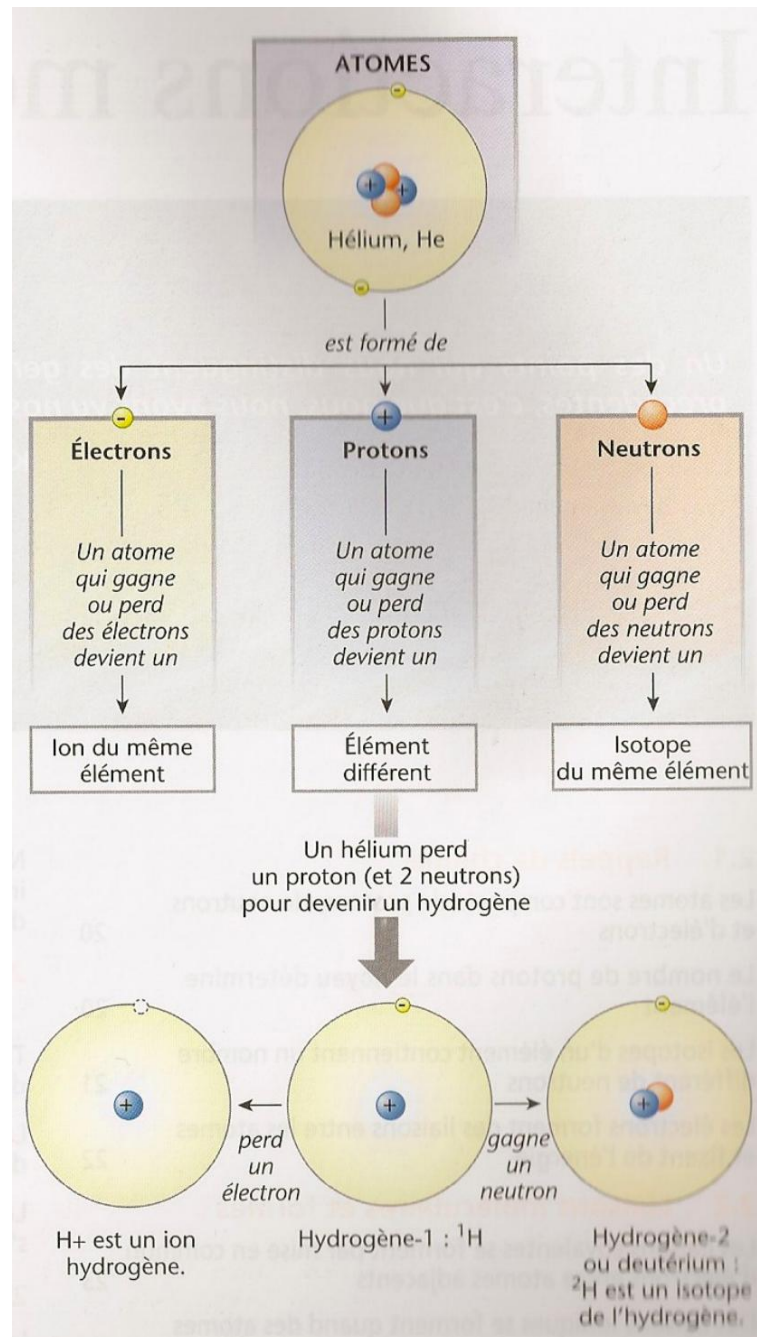 ATOMES
-
+
+
Hélium, He
-
est formé de
-
+
Électrons
Protons
Neutrons
Un atome
qui gagne
ou perd
des électrons
devient un
Un atome
qui gagne
ou perd
des protons
devient un
Un atome
qui gagne
ou perd
des neutrons
devient un
Ion du même
élément
Élément
différent
Isotope
du même élément
Un hélium perd
un proton (et 2 neutrons)
pour devenir un hydrogène
-
-
+
+
+
perd
un
électron
gagne
un
neutron
H+ est un ion
hydrogène.
Hydrogène-1 : ¹H
Hydrogène-2
ou deutérium :
²H est un isotope
de l'hydrogène.